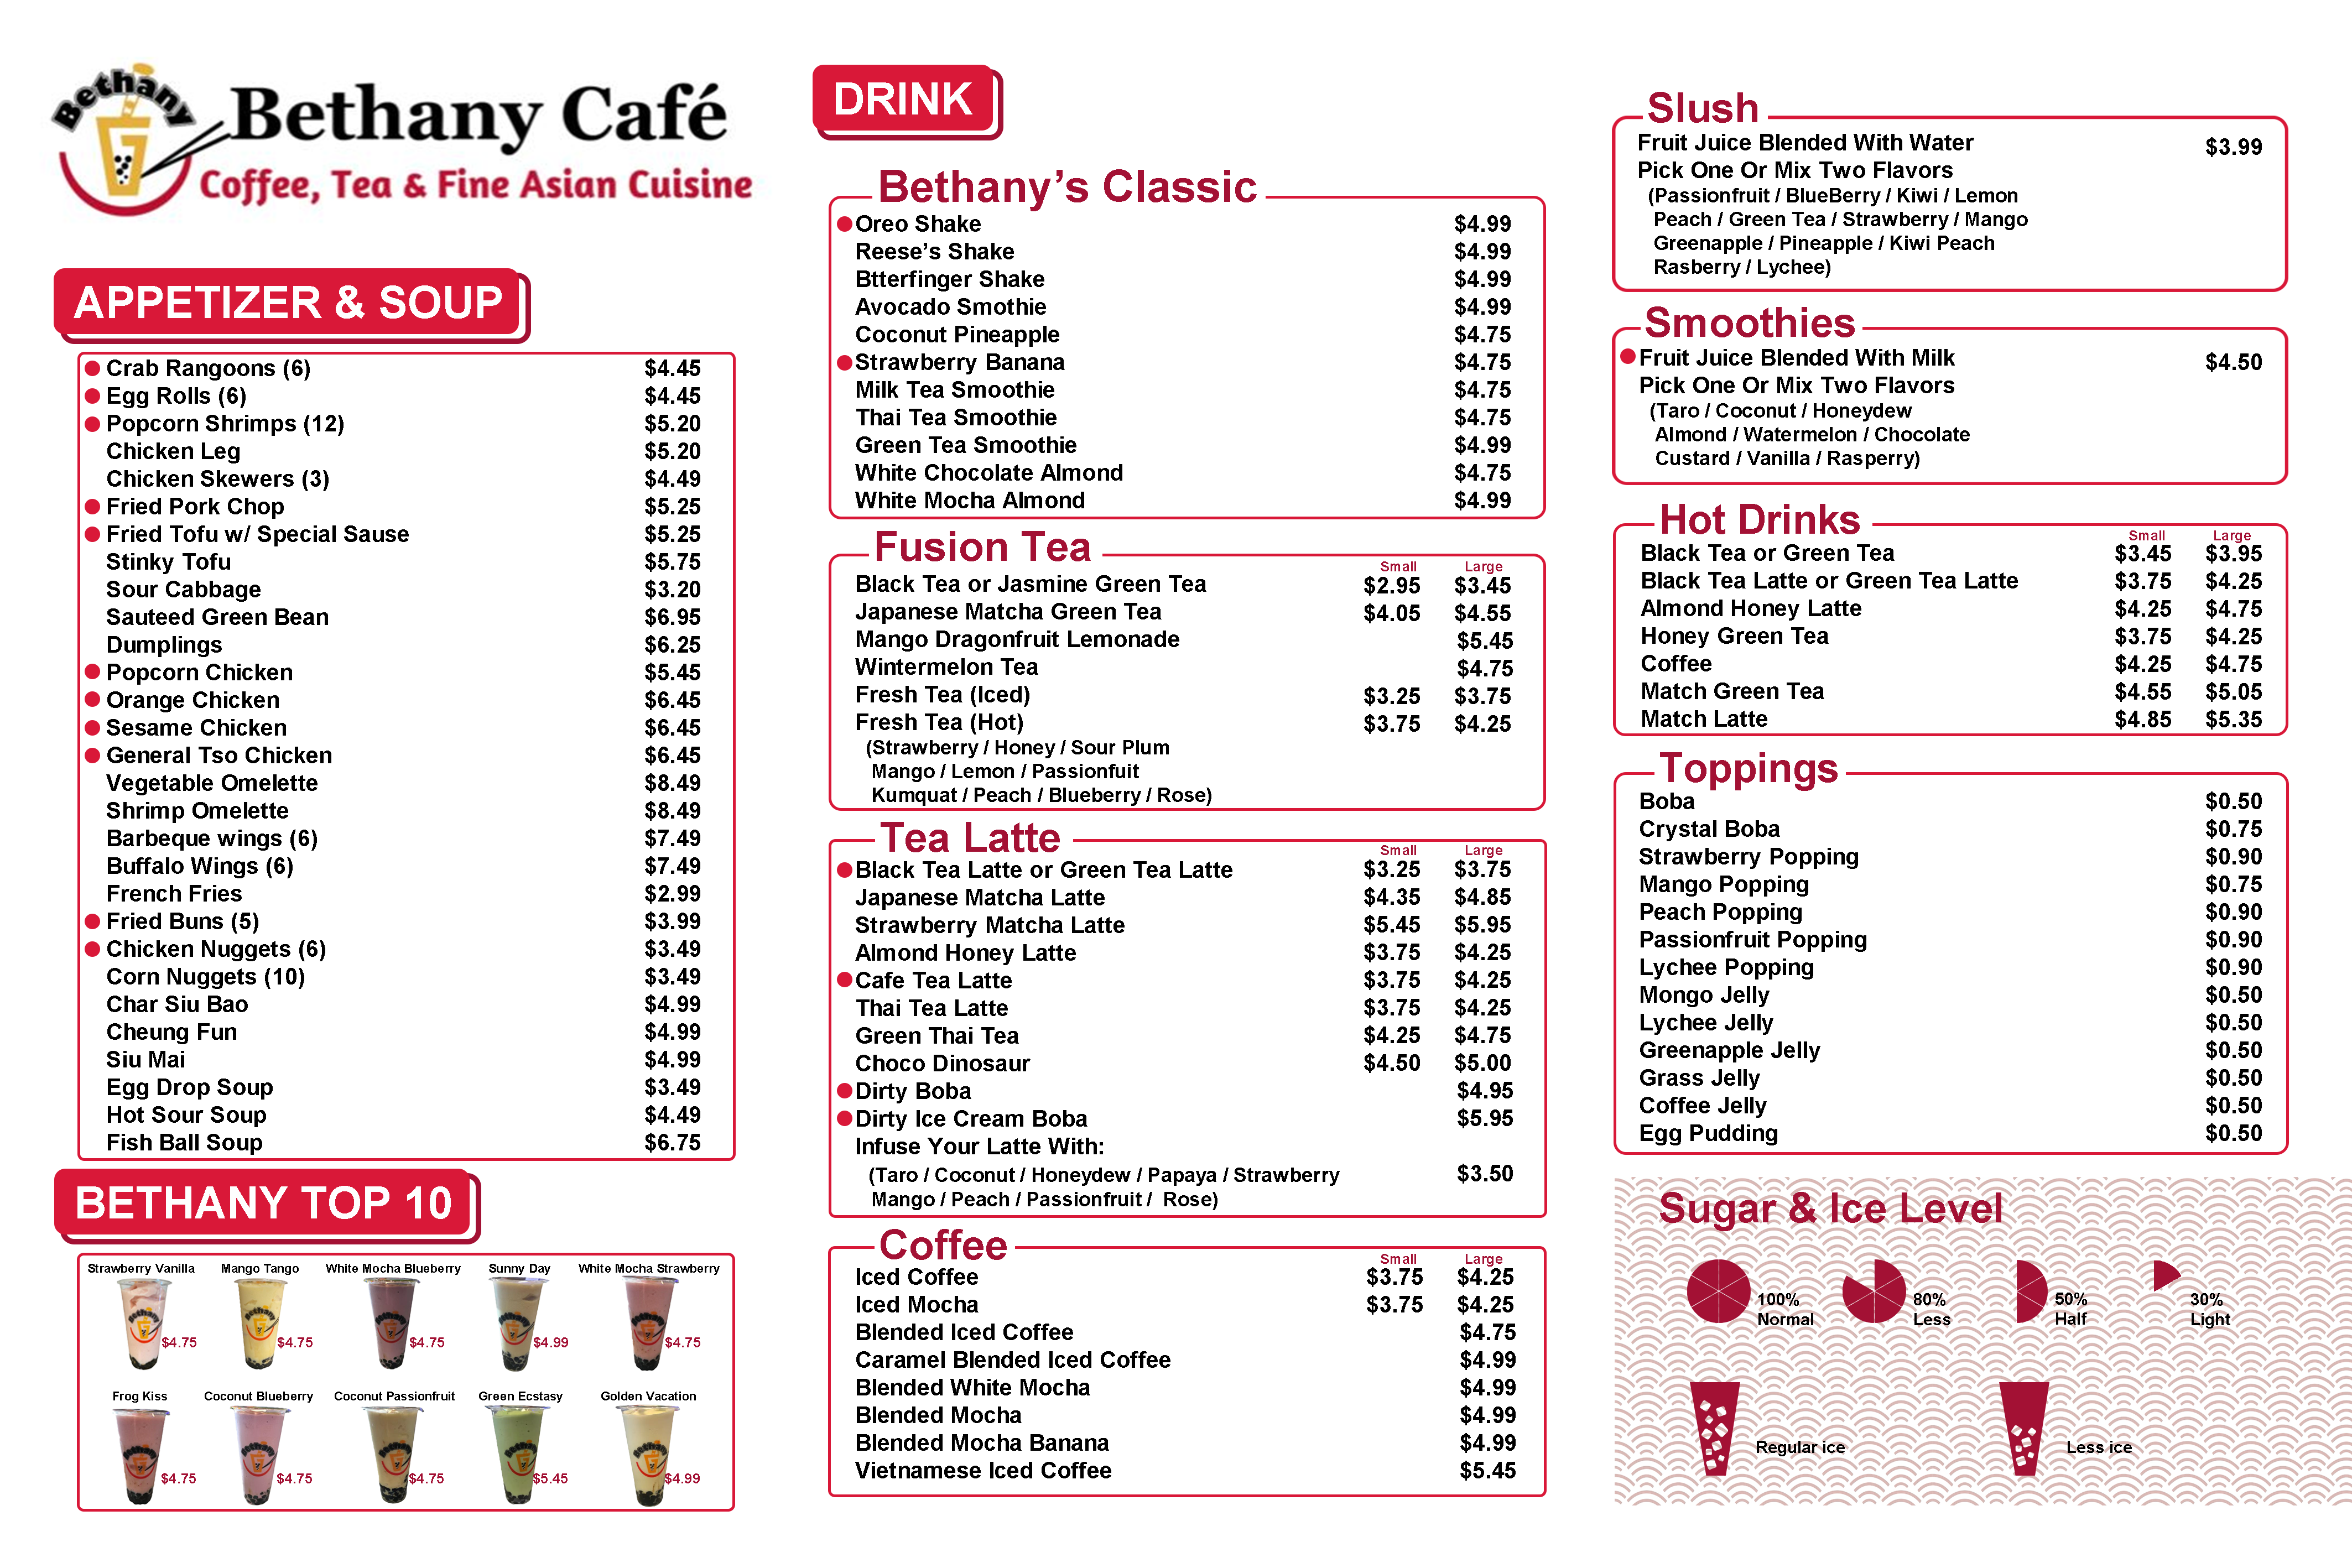 Bethany
Bethany Café
Coffee, Tea & Fine Asian Cuisine
APPETIZER & SOUP
Crab Rangoons (6) $4.45
Egg Rolls (6) $4.45
Popcorn Shrimps (12) $5.20
Chicken Leg $5.20
Chicken Skewers (3) $4.49
Fried Pork Chop $5.25
Fried Tofu w/ Special Sause $5.25
Stinky Tofu $5.75
Sour Cabbage $3.20
Sauteed Green Bean $6.95
Dumplings $6.25
Popcorn Chicken $5.45
Orange Chicken $6.45
Sesame Chicken $6.45
General Tso Chicken $6.45
Vegetable Omelette $8.49
Shrimp Omelette $8.49
Barbeque wings (6) $7.49
Buffalo Wings (6) $7.49
French Fries $2.99
Fried Buns (5) $3.99
Chicken Nuggets (6) $3.49
Corn Nuggets (10) $3.49
Char Siu Bao $4.99
Cheung Fun $4.99
Siu Mai $4.99
Egg Drop Soup $3.49
Hot Sour Soup $4.49
Fish Ball Soup $6.75
BETHANY TOP 10
Strawberry Vanilla Mango Tango White Mocha Blueberry Sunny Day White Mocha Strawberry
Bethany Bethany Bethany Bethany Bethany
$4.75 $4.75 $4.75 $4.99 $4.75
Frog Kiss Coconut Blueberry Coconut Passionfruit Green Ecstasy Golden Vacation
Bethany Bethany Bethany Bethany Bethany
$4.75 $4.75 $4.75 $5.45 $4.99
DRINK
Bethany's Classic
Oreo Shake $4.99
Reese's Shake $4.99
Btterfinger Shake $4.99
Avocado Smothie $4.99
Coconut Pineapple $4.75
Strawberry Banana $4.75
Milk Tea Smoothie $4.75
Thai Tea Smoothie $4.75
Green Tea Smoothie $4.99
White Chocolate Almond $4.75
White Mocha Almond $4.99
Fusion Tea
Small Large
Black Tea or Jasmine Green Tea $2.95 $3.45
Japanese Matcha Green Tea $4.05 $4.55
Mango Dragonfruit Lemonade $5.45
Wintermelon Tea $4.75
Fresh Tea (Iced) $3.25 $3.75
Fresh Tea (Hot) $3.75 $4.25
(Strawberry / Honey / Sour Plum
Mango / Lemon / Passionfuit
Kumquat / Peach / Blueberry / Rose)
Tea Latte
Small Large
Black Tea Latte or Green Tea Latte $3.25 $3.75
Japanese Matcha Latte $4.35 $4.85
Strawberry Matcha Latte $5.45 $5.95
Almond Honey Latte $3.75 $4.25
Cafe Tea Latte $3.75 $4.25
Thai Tea Latte $3.75 $4.25
Green Thai Tea $4.25 $4.75
Choco Dinosaur $4.50 $5.00
Dirty Boba $4.95
Dirty Ice Cream Boba $5.95
Infuse Your Latte With:
(Taro / Coconut / Honeydew / Papaya / Strawberry $3.50
Mango / Peach / Passionfruit / Rose)
Coffee
Small Large
Iced Coffee $3.75 $4.25
Iced Mocha $3.75 $4.25
Blended Iced Coffee $4.75
Caramel Blended Iced Coffee $4.99
Blended White Mocha $4.99
Blended Mocha $4.99
Blended Mocha Banana $4.99
Vietnamese Iced Coffee $5.45
Slush
Fruit Juice Blended With Water $3.99
Pick One Or Mix Two Flavors
(Passionfruit / BlueBerry / Kiwi / Lemon
Peach / Green Tea / Strawberry / Mango
Greenapple / Pineapple / Kiwi Peach
Rasberry / Lychee)
Smoothies
Fruit Juice Blended With Milk $4.50
Pick One Or Mix Two Flavors
(Taro / Coconut / Honeydew
Almond / Watermelon / Chocolate
Custard / Vanilla / Rasperry)
Hot Drinks
Small Large
Black Tea or Green Tea $3.45 $3.95
Black Tea Latte or Green Tea Latte $3.75 $4.25
Almond Honey Latte $4.25 $4.75
Honey Green Tea $3.75 $4.25
Coffee $4.25 $4.75
Match Green Tea $4.55 $5.05
Match Latte $4.85 $5.35
Toppings
Boba $0.50
Crystal Boba $0.75
Strawberry Popping $0.90
Mango Popping $0.75
Peach Popping $0.90
Passionfruit Popping $0.90
Lychee Popping $0.90
Mongo Jelly $0.50
Lychee Jelly $0.50
Greenapple Jelly $0.50
Grass Jelly $0.50
Coffee Jelly $0.50
Egg Pudding $0.50
Sugar & Ice Level
100% 80% 50% 30%
Normal Less Half Light
Regular ice Less ice